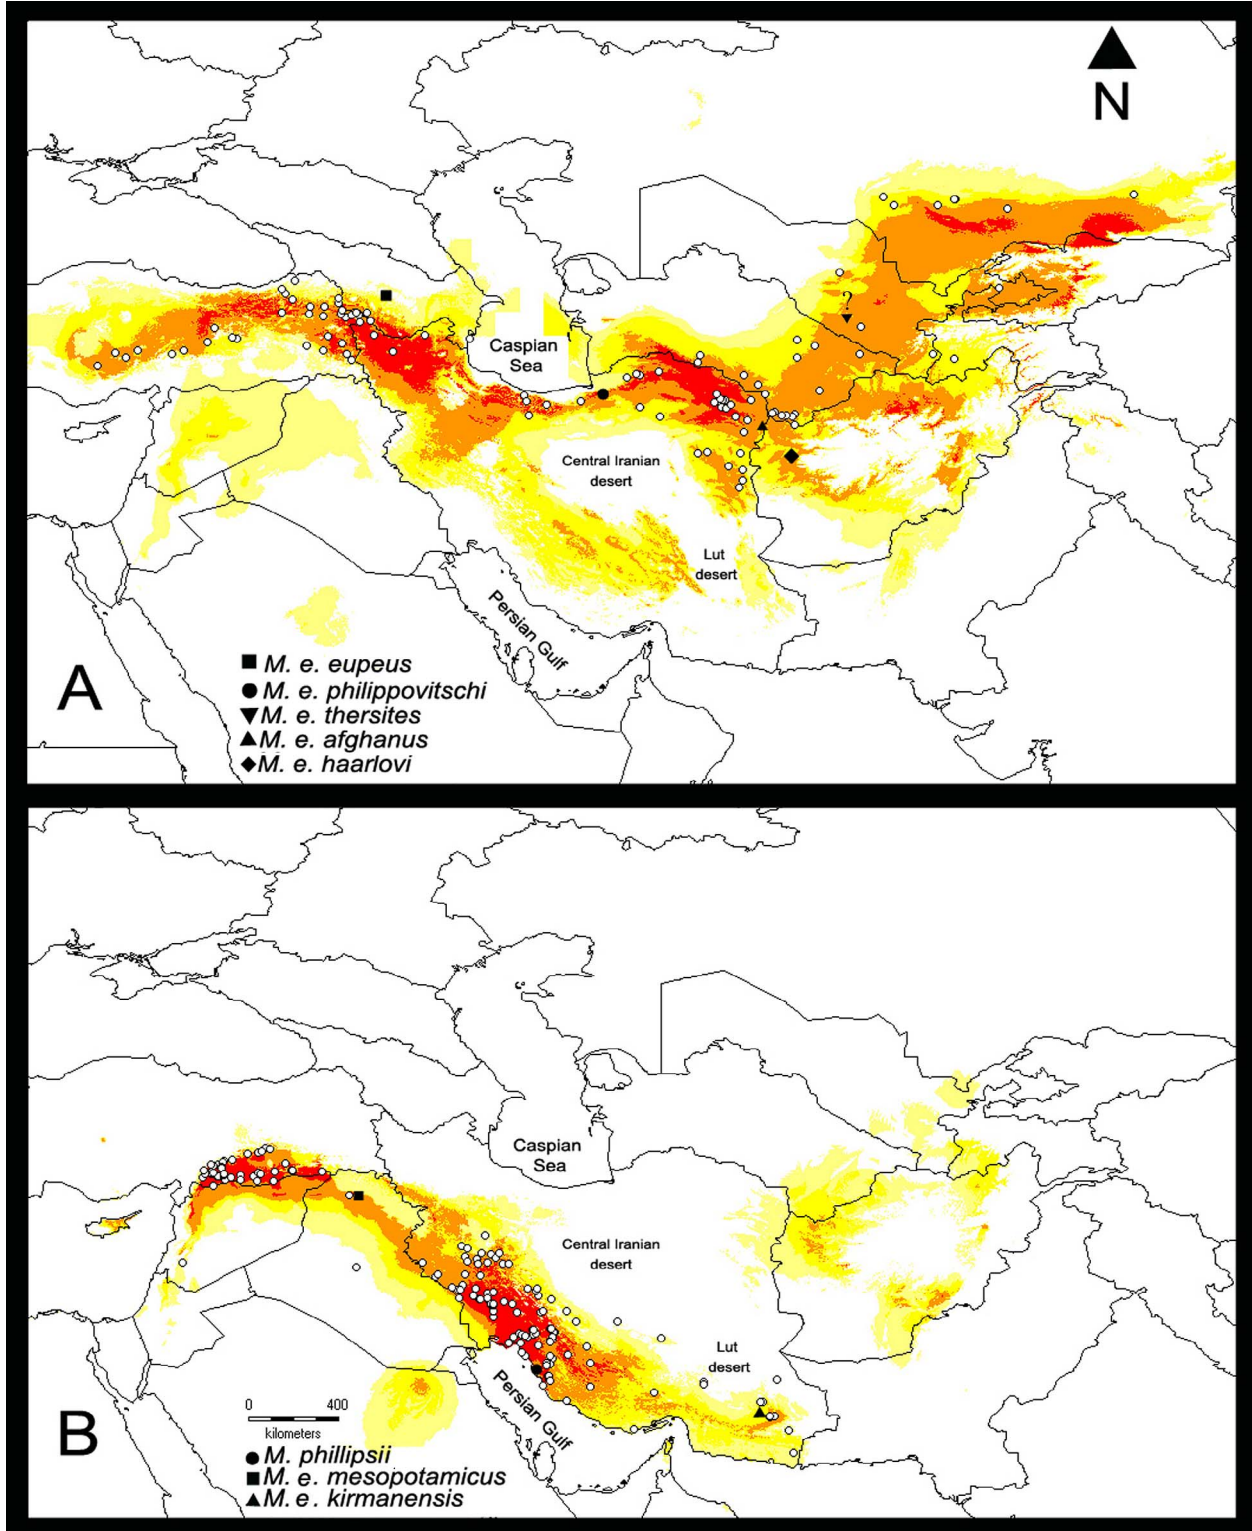 N
?
Caspian
Sea
Central Iranian
desert
Lut
desert
Persian Gulf
A
M. e. eupeus
M. e. philippovitschi
M. e. thersites
M. e. afghanus
M. e. haarlovi
Caspian
Sea
Central Iranian
desert
Lut
desert
Persian Gulf
B
0 400
kilometers
M. phillipsii
M. e. mesopotamicus
M. e. kirmanensis